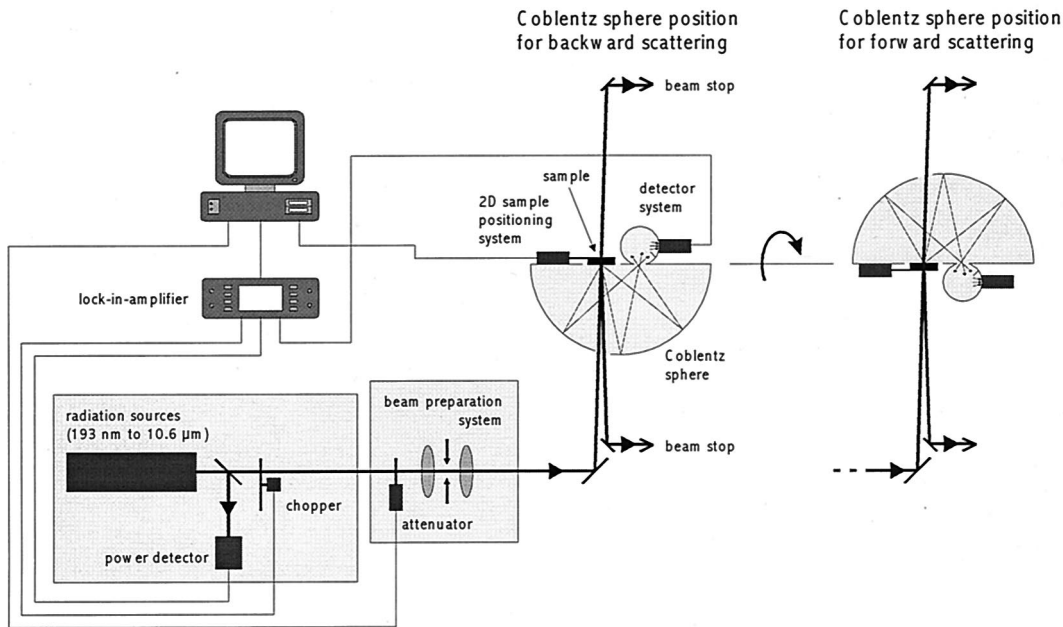 Coblentz sphere position
for backward scattering
Coblentz sphere position
for forward scattering
beam stop
sample
2D sample
positioning
system
detector
system
lock-in-amplifier
Coblentz
sphere
radiation sources
(193 nm to 10.6 µm)
beam preparation
system
beam stop
chopper
attenuator
power detector